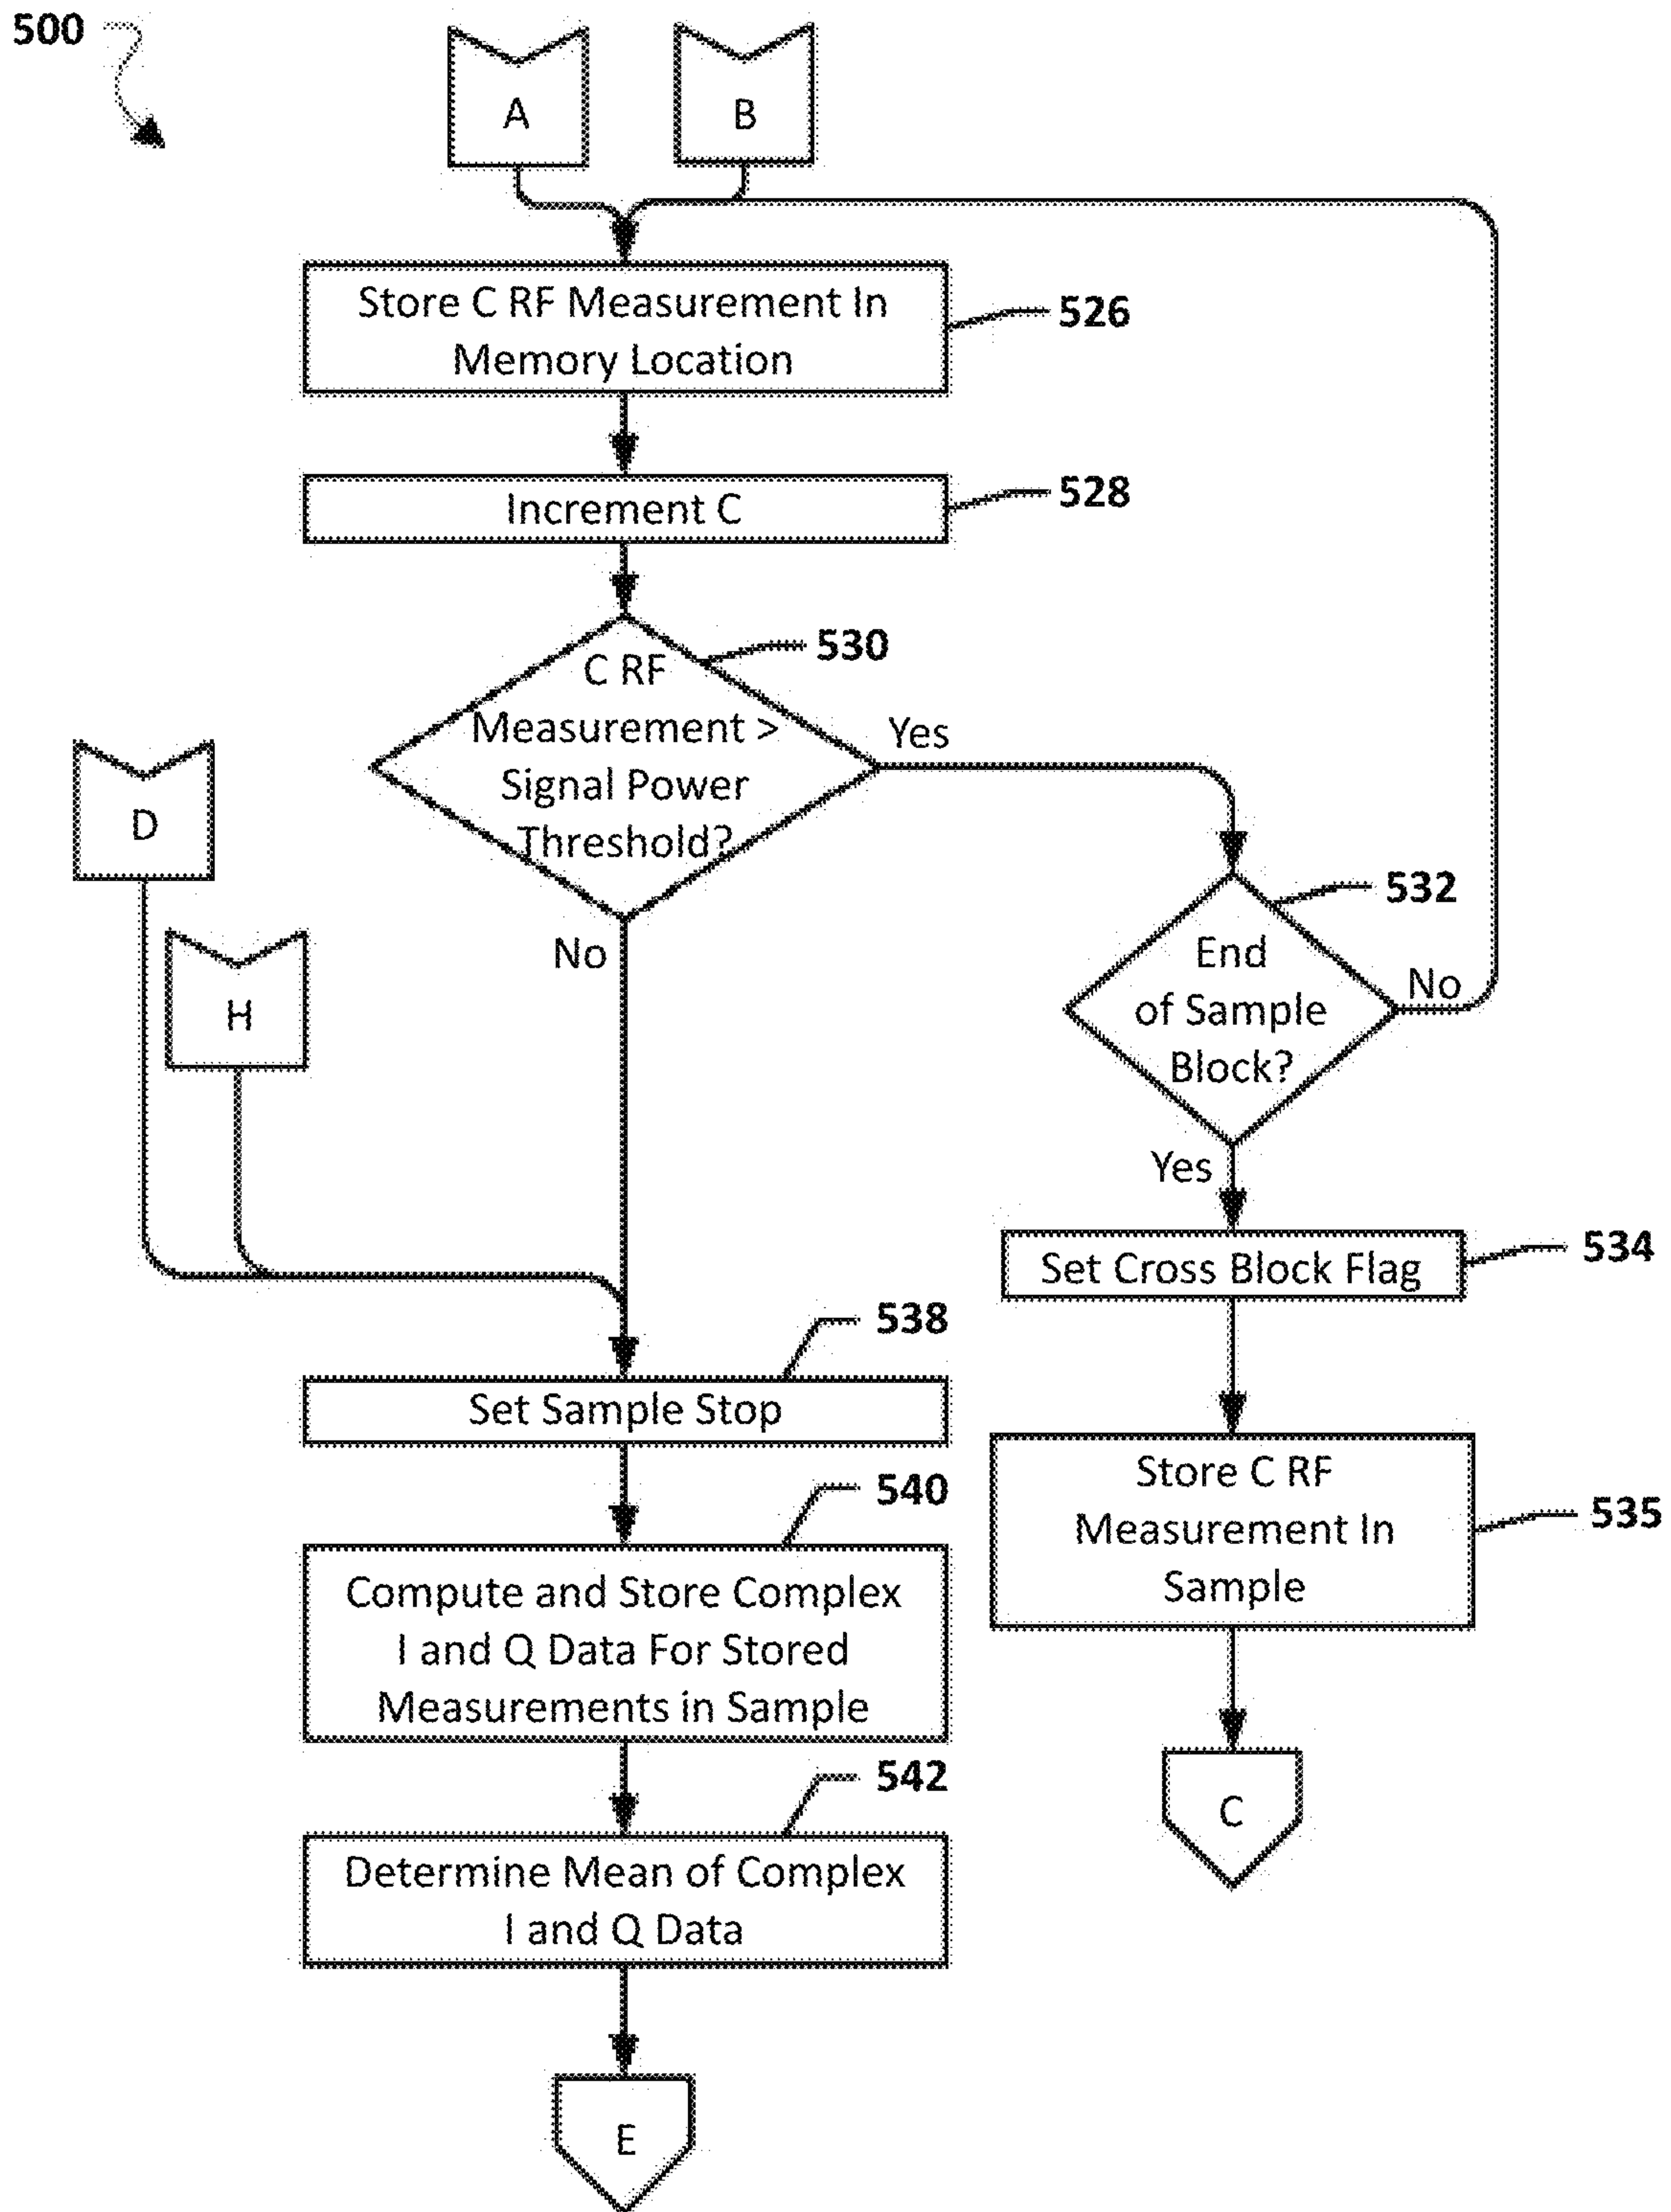 500
A
B
Store C RF Measurement In
Memory Location
526
Increment C
528
530
C RF
Measurement >
Signal Power
Threshold?
Yes
No
D
H
532
End
of Sample
Block?
No
Yes
Set Cross Block Flag
534
538
Set Sample Stop
Store C RF
Measurement In
Sample
535
540
Compute and Store Complex
I and Q Data For Stored
Measurements in Sample
542
Determine Mean of Complex
I and Q Data
C
E